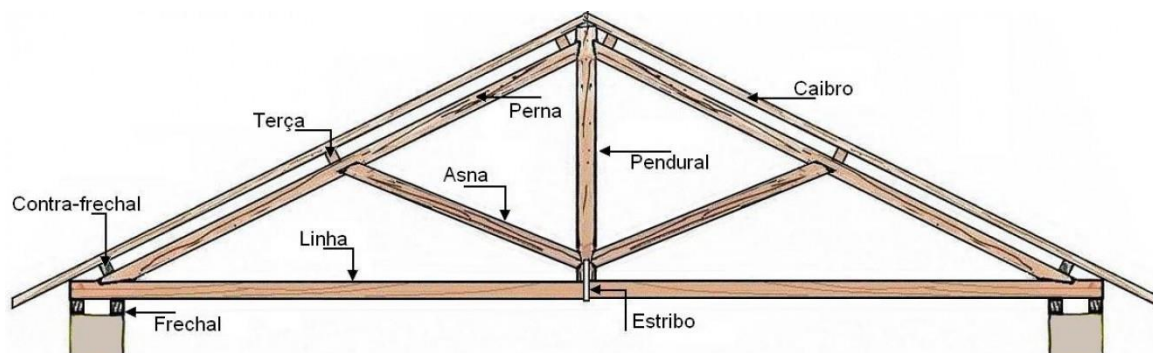 Caibro
Perna
Terça
Pendural
Asna
Contra-frechal
Linha
Estribo
Frechal